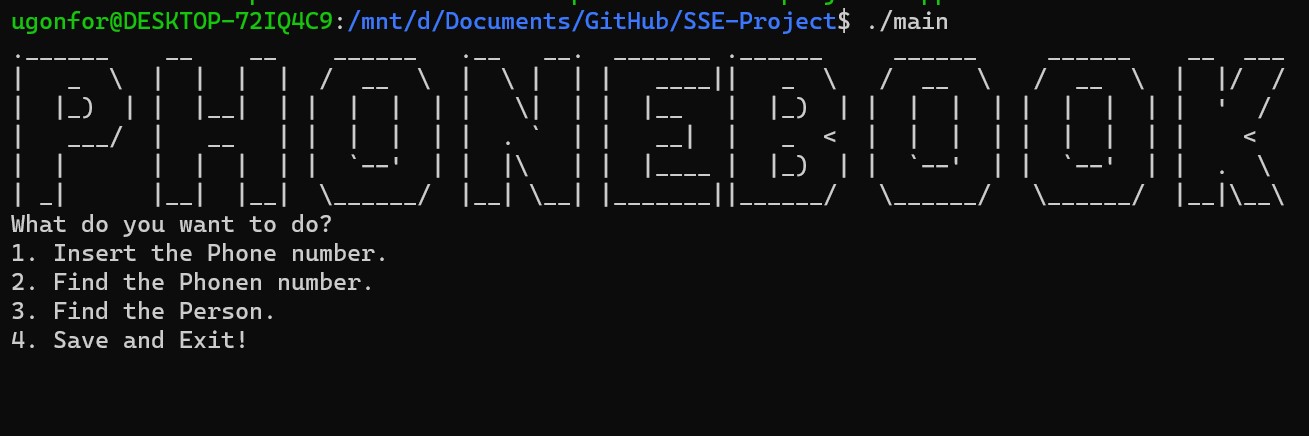 ugonfor@DESKTOP-72IQ4C9:/mnt/d/Documents/GitHub/SSE-Project$ ./main
PHONEBOOK
What do you want to do?
1. Insert the Phone number.
2. Find the Phonen number.
3. Find the Person.
4. Save and Exit!